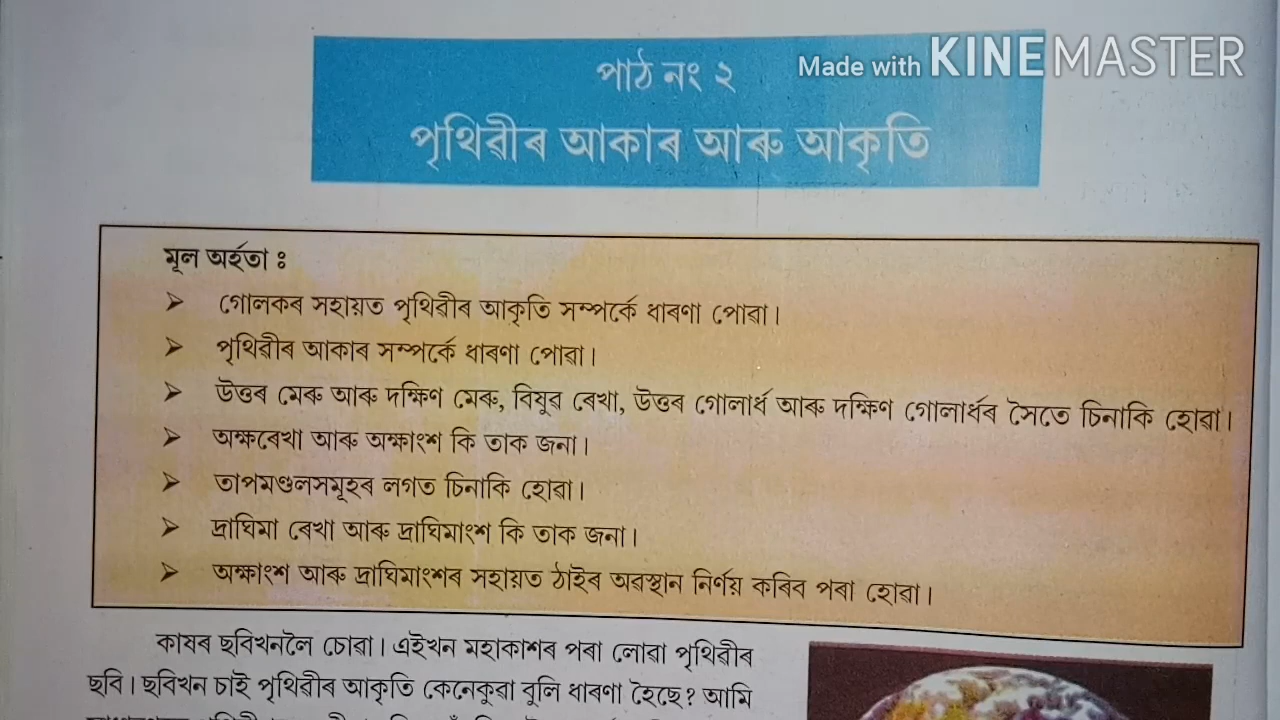 পাঠ নং ২
Made with KINEMASTER
পৃথিৱীৰ আকাৰ আৰু আকৃতি
মূল অৰ্হতা ঃ
➢ গোলকৰ সহায়ত পৃথিৱীৰ আকৃতি সম্পৰ্কে ধাৰণা পোৱা।
➢ পৃথিৱীৰ আকাৰ সম্পৰ্কে ধাৰণা পোৱা।
➢ উত্তৰ মেৰু আৰু দক্ষিণ মেৰু, বিষুৱ ৰেখা, উত্তৰ গোলাৰ্ধ আৰু দক্ষিণ গোলাৰ্ধৰ সৈতে চিনাকি হোৱা।
➢ অক্ষৰেখা আৰু অক্ষাংশ কি তাক জনা।
➢ তাপমণ্ডলসমূহৰ লগত চিনাকি হোৱা।
➢ দ্ৰাঘিমা ৰেখা আৰু দ্ৰাঘিমাংশ কি তাক জনা।
➢ অক্ষাংশ আৰু দ্ৰাঘিমাংশৰ সহায়ত ঠাইৰ অৱস্থান নিৰ্ণয় কৰিব পৰা হোৱা।
কাষৰ ছবিখনলৈ চোৱা। এইখন মহাকাশৰ পৰা লোৱা পৃথিৱীৰ
ছবি। ছবিখন চাই পৃথিৱীৰ আকৃতি কেনেকুৱা বুলি ধাৰণা হৈছে? আমি